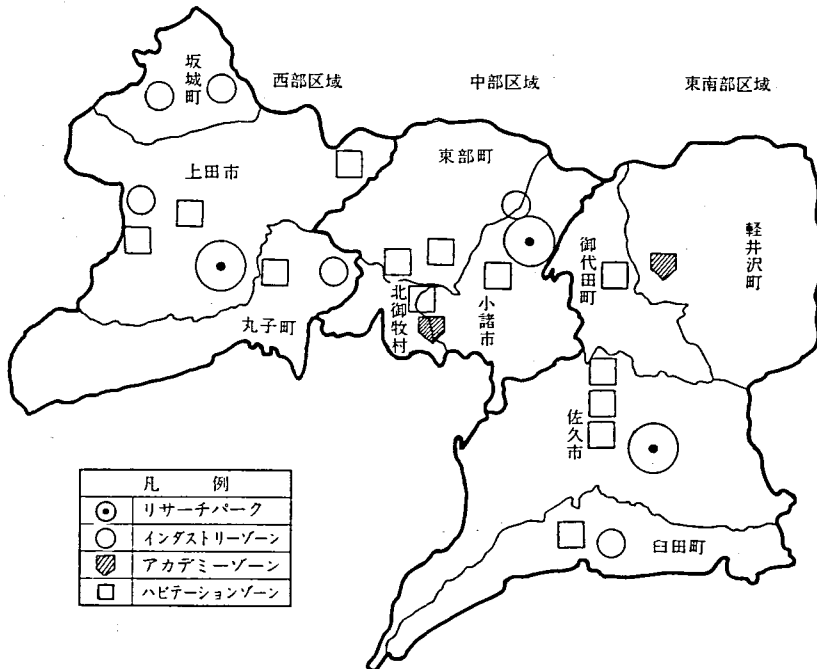 坂城町
西部区域
中部区域
東南部区域
上田市
東部町
軽井沢町
御代田町
丸子町
北御牧村
小諸市
佐久市
臼田町
凡 例
リサーチパーク
インダストリーゾーン
アカデミーゾーン
ハビテーションゾーン